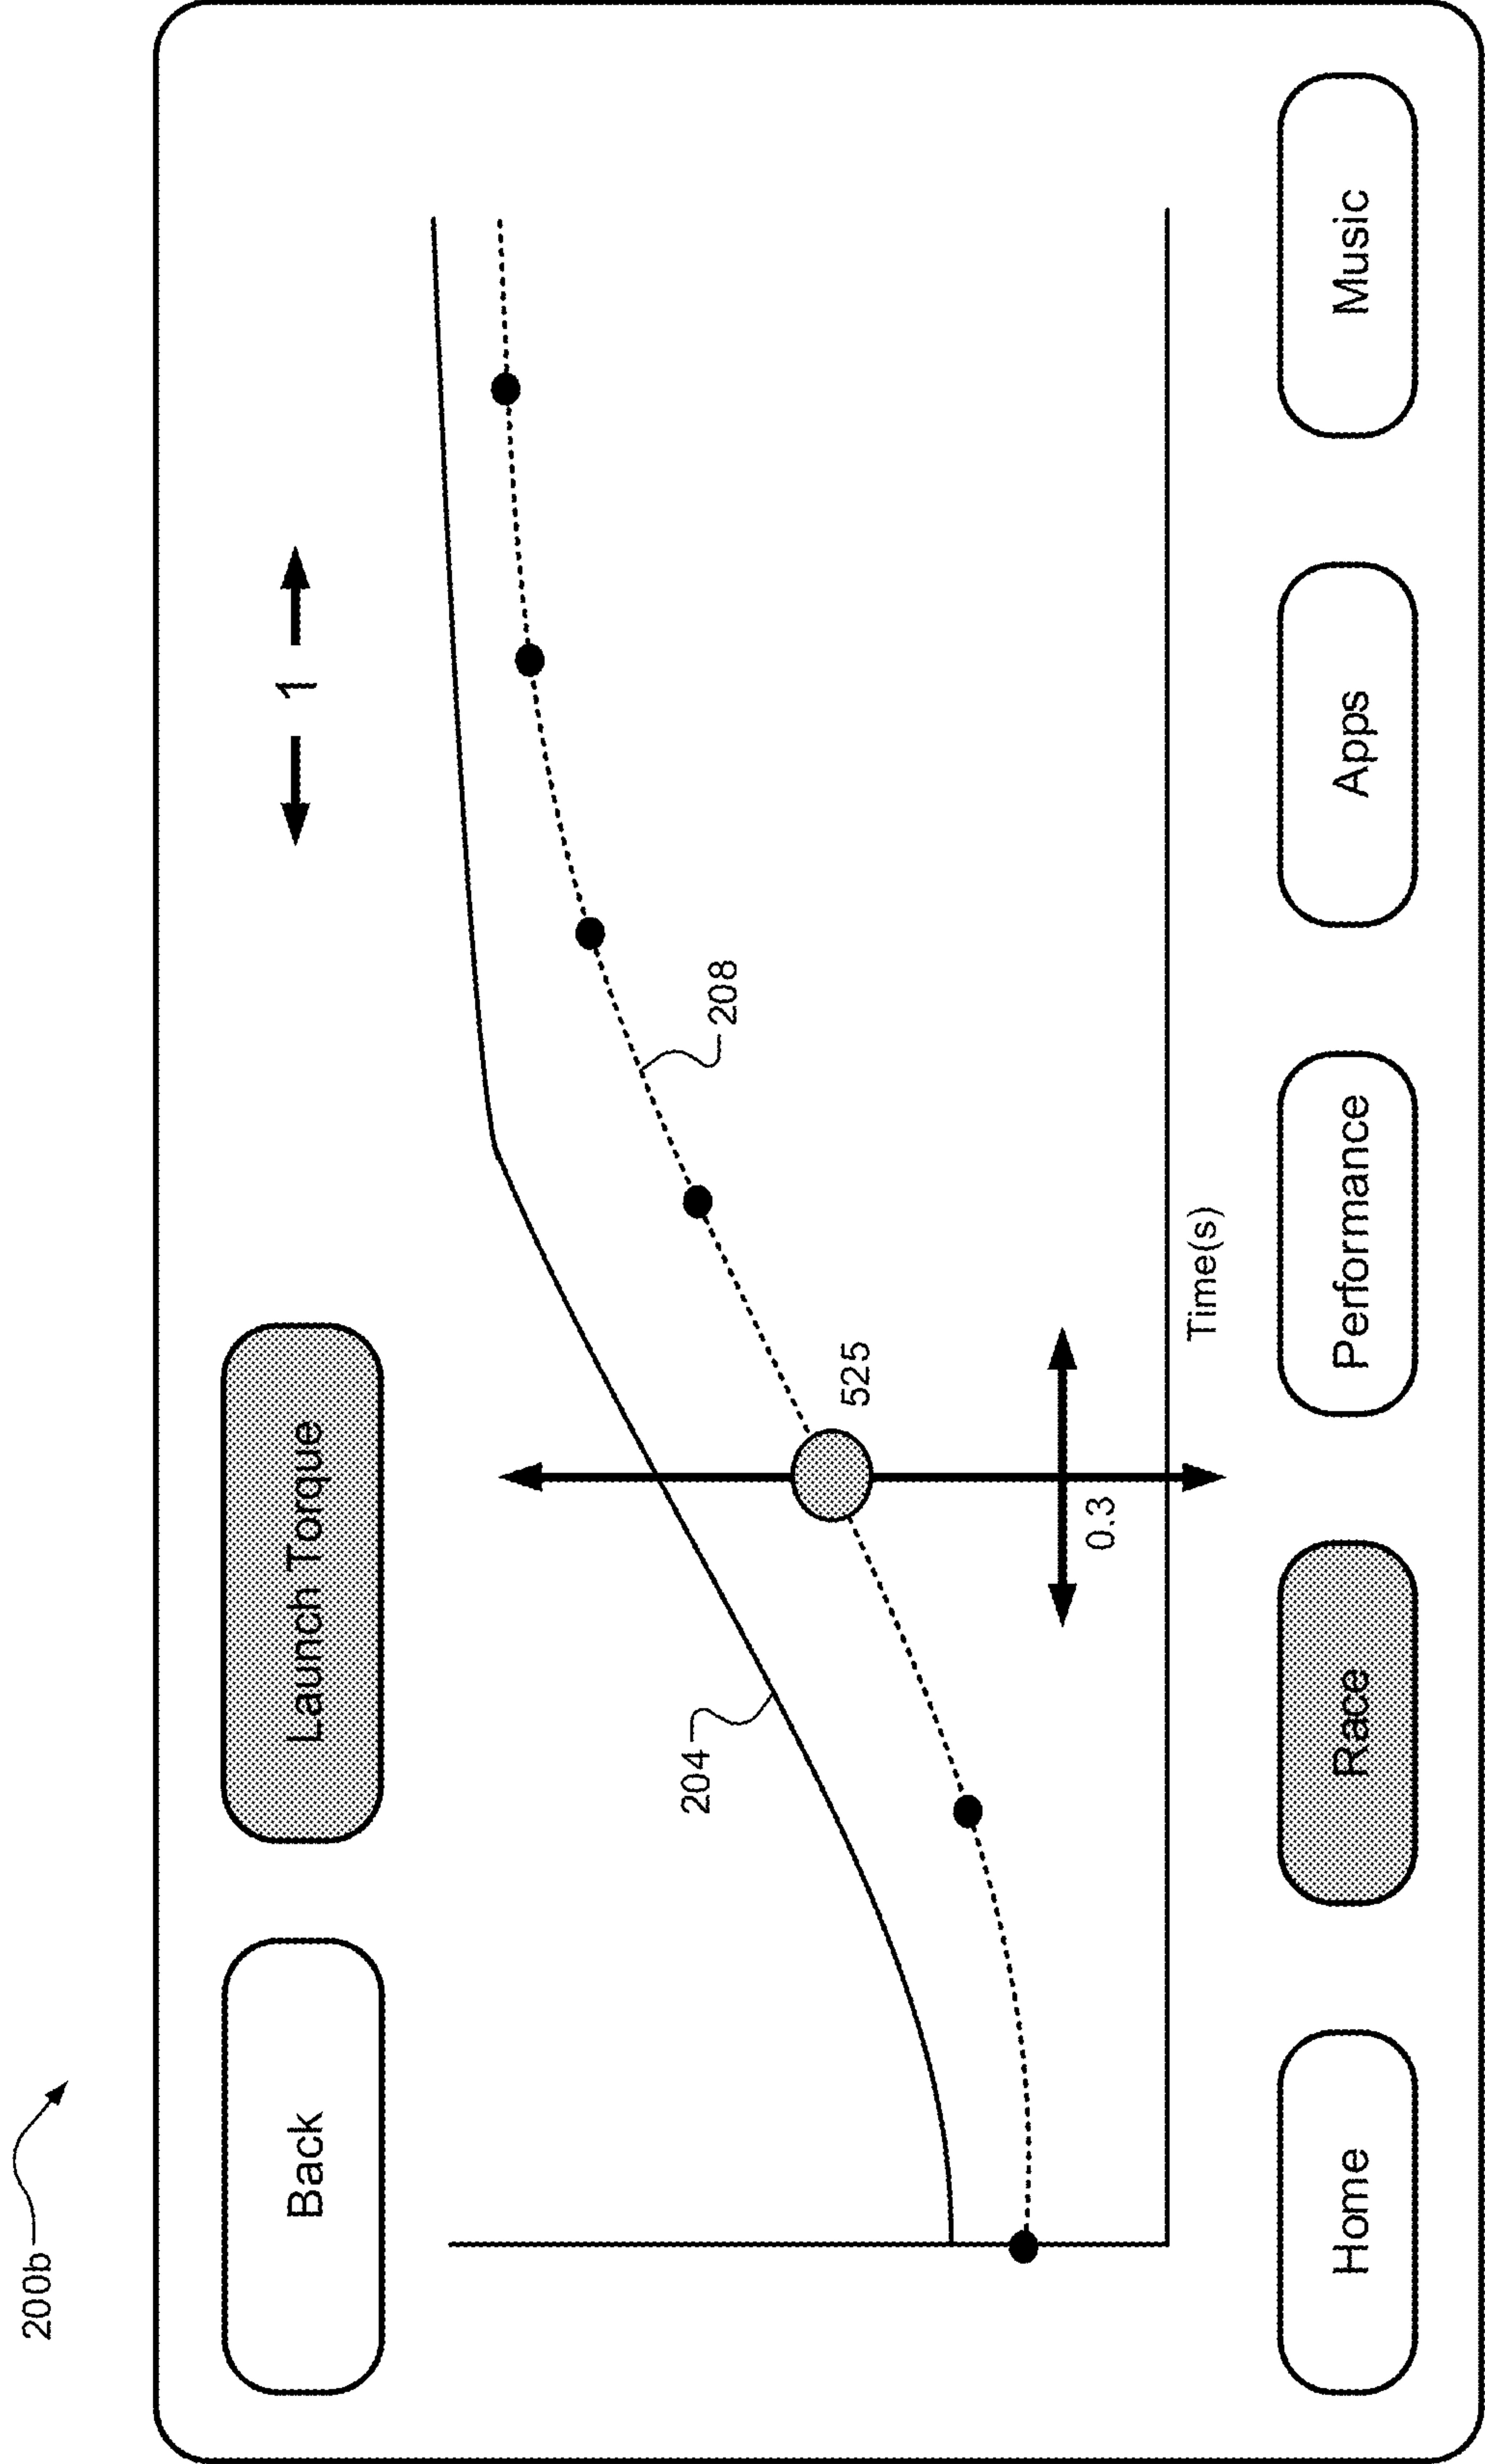 200b
Back
Launch Torque
1
204
208
525
0.3
Time(s)
Home
Race
Performance
Apps
Music